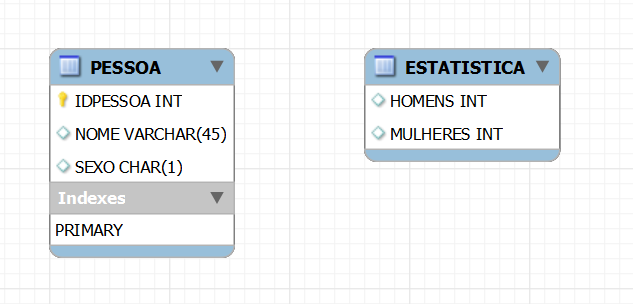 PESSOA
IDPESSOA INT
NOME VARCHAR(45)
SEXO CHAR(1)
Indexes
PRIMARY
ESTATISTICA
HOMENS INT
MULHERES INT